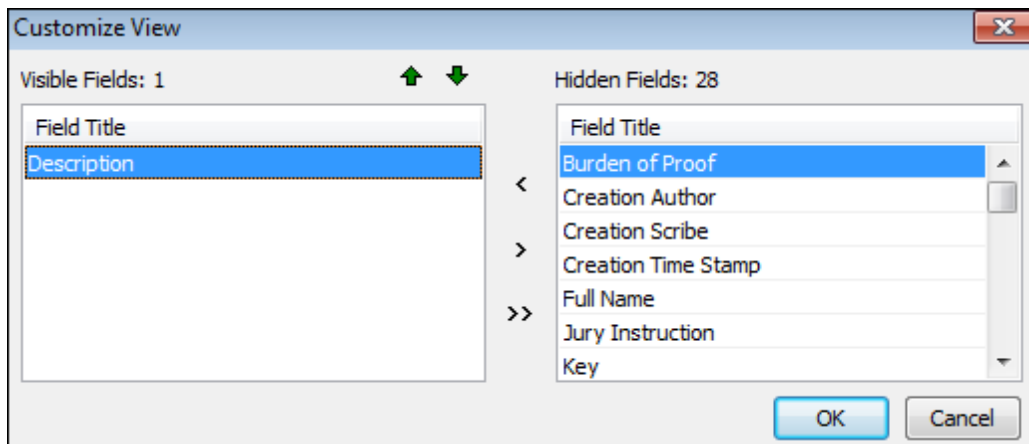 Customize View
Visible Fields: 1
Hidden Fields: 28
Field Title
Description
<
>
>>
Field Title
Burden of Proof
Creation Author
Creation Scribe
Creation Time Stamp
Full Name
Jury Instruction
Key
OK
Cancel